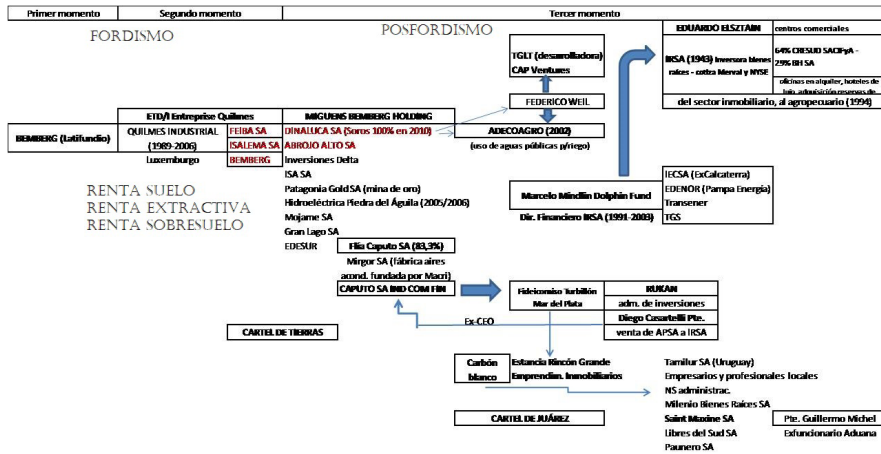 Primer momento
Segundo momento
Tercer momento
FORDISMO
POSFORDISMO
EDUARDO ELSZTAIN
centros comerciales
IRSA (1943) Inversora bienes
raíces - cotiza Merval y NYSE
64% CRESUD SACIFyA -
29% BH SA
oficinas en alquiler, hoteles de
lujo, adquisición reservas de
del sector inmobiliario, al agropecuario (1994)
TGLT (desarrolladora)
CAP Ventures
FEDERICO WEIL
ADECOAGRO (2002)
(uso de aguas públicas p/riego)
BEMBERG (Latifundio)
ETD/I Entreprise Quilmes
QUILMES INDUSTRIAL
(1989-2006)
Luxemburgo
FEIBA SA
ISALEMA SA
BEMBERG
MIGUENS BEMBERG HOLDING
DINALUCA SA (Soros 100% en 2010)
ABROJO ALTO SA
Inversiones Delta
ISA SA
Patagonia Gold SA (mina de oro)
Hidroeléctrica Piedra del Águila (2005/2006)
Mojame SA
Gran Lago SA
EDESUR
RENTA SUELO
RENTA EXTRACTIVA
RENTA SOBRESUELO
Marcelo Mindlin Dolphin Fund
Dir. Financiero IRSA (1991-2003)
IECSA (ExCalcaterra)
EDENOR (Pampa Energía)
Transener
TGS
Flia Caputo SA (83,3%)
Mirgor SA (fábrica aires
acond. fundada por Macri)
CAPUTO SA IND COM FIN
Fideicomiso Turbillón
Mar del Plata
RUKAN
adm. de inversiones
Diego Casartelli Pte.
venta de APSA a IRSA
Ex-CEO
CARTEL DE TIERRAS
Carbón
blanco
Estancia Rincón Grande
Emprendim. Inmobiliarios
Tamilur SA (Uruguay)
Empresarios y profesionales locales
NS administrac.
Milenio Bienes Raíces SA
Saint Maxine SA
Libres del Sud SA
Paunero SA
CARTEL DE JUÁREZ
Pte. Guillermo Michel
Exfuncionario Aduana